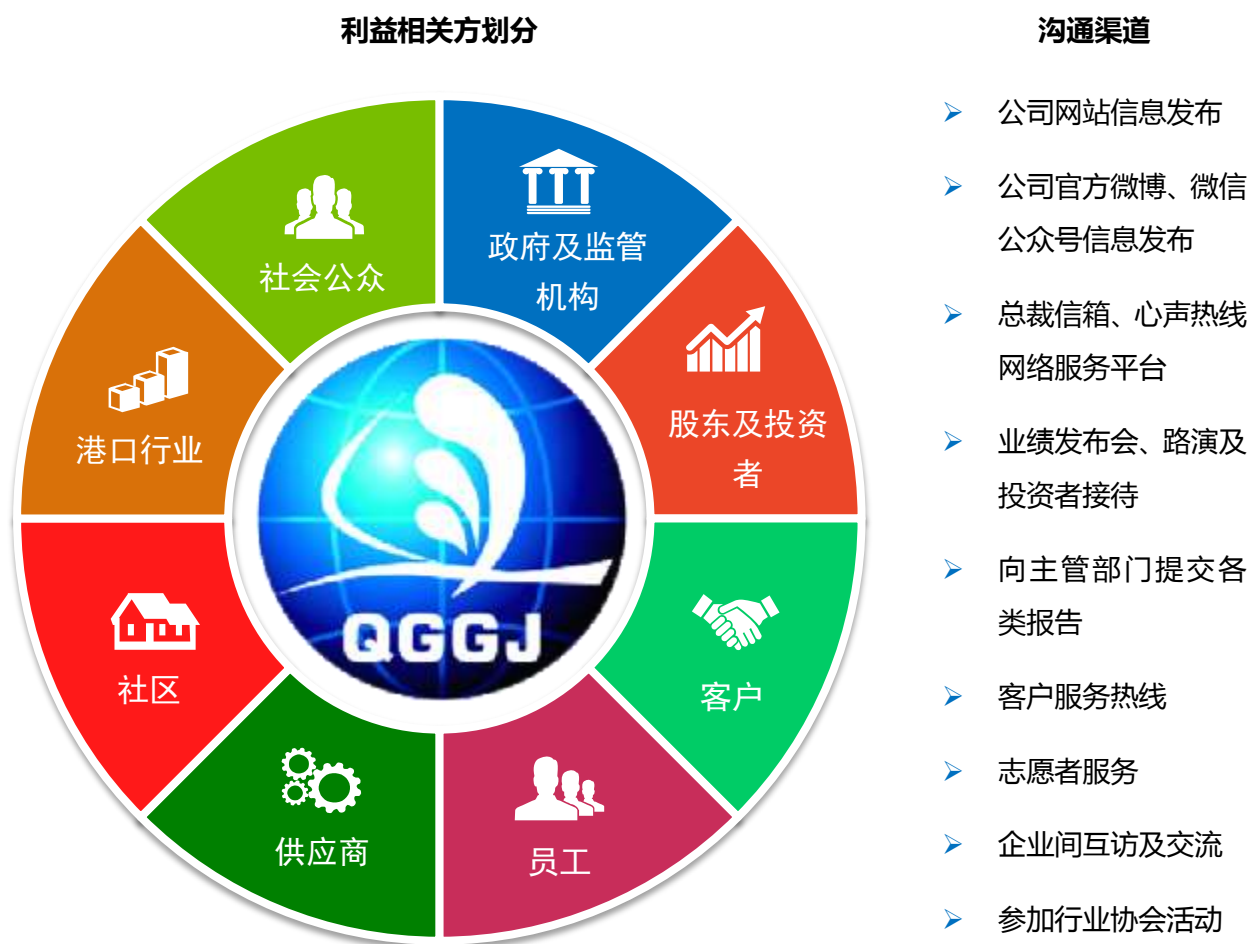 利益相关方划分
社会公众
政府及监管
机构
股东及投资
者
客户
员工
供应商
社区
港口行业
QGGJ
沟通渠道
➢ 公司网站信息发布
➢ 公司官方微博、微信
公众号信息发布
➢ 总裁信箱、心声热线
网络服务平台
➢ 业绩发布会、路演及
投资者接待
➢ 向主管部门提交各
类报告
➢ 客户服务热线
➢ 志愿者服务
➢ 企业间互访及交流
➢ 参加行业协会活动